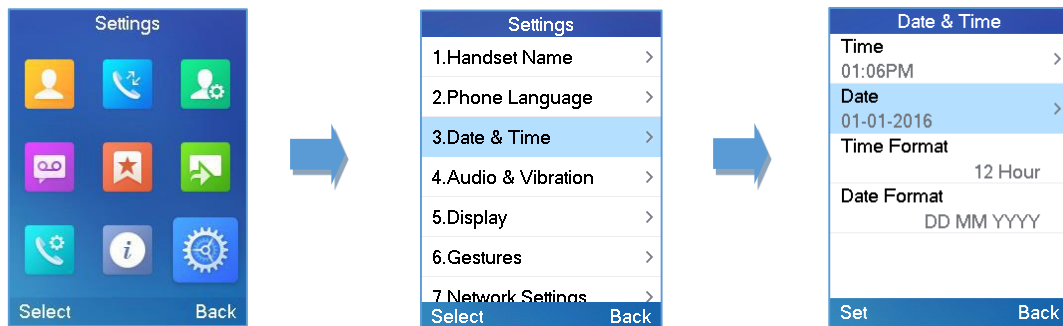 Settings
Select Back
Settings
1.Handset Name
2.Phone Language
3.Date & Time
4.Audio & Vibration
5.Display
6.Gestures
7.Network Settings
Select Back
Date & Time
Time
01:06PM
Date
01-01-2016
Time Format
12 Hour
Date Format
DD MM YYYY
Set Back